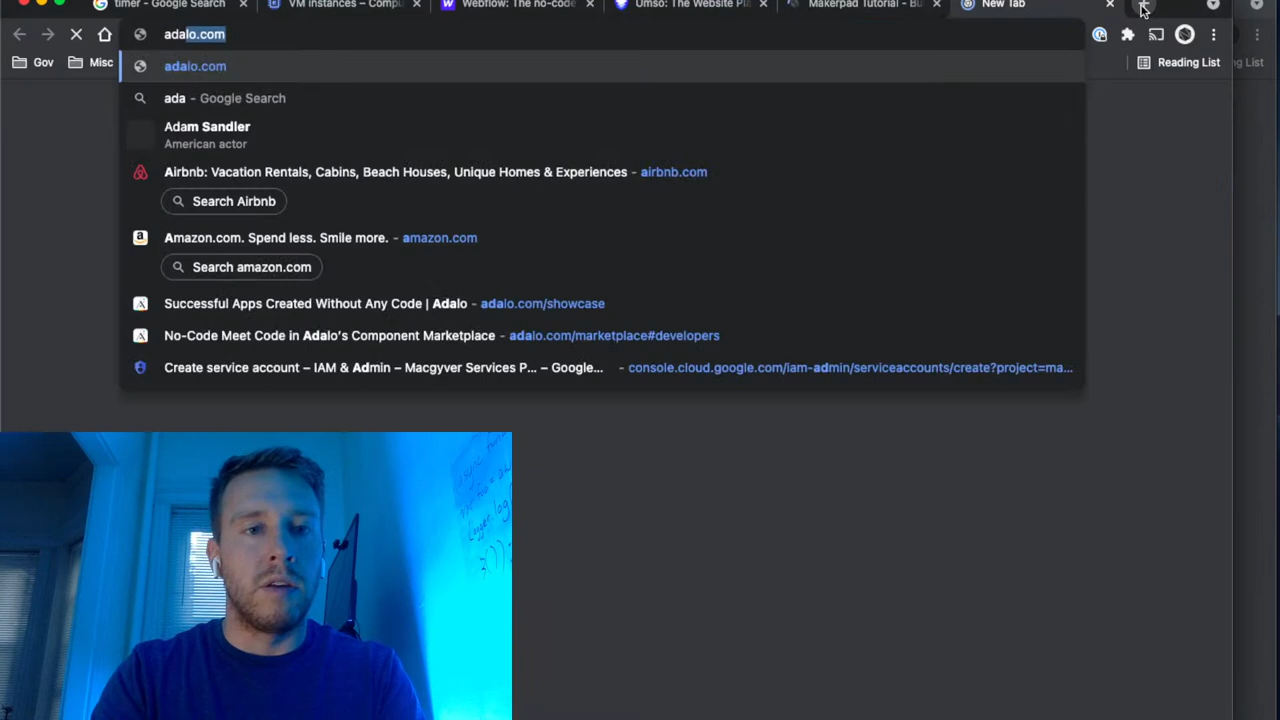 timer - Google Search
VM instances – Compu
Webflow: The no-code
Umso: The Website Pl
Makerpad Tutorial - Bu
New Tab
adalo.com
Gov
Misc
Reading List
adalo.com
ada - Google Search
Adam Sandler
American actor
Airbnb: Vacation Rentals, Cabins, Beach Houses, Unique Homes & Experiences - airbnb.com
Search Airbnb
Amazon.com. Spend less. Smile more. - amazon.com
Search amazon.com
Successful Apps Created Without Any Code | Adalo - adalo.com/showcase
No-Code Meet Code in Adalo's Component Marketplace - adalo.com/marketplace#developers
Create service account – IAM & Admin – Macgyver Services P... – Google... - console.cloud.google.com/iam-admin/serviceaccounts/create?project=ma...